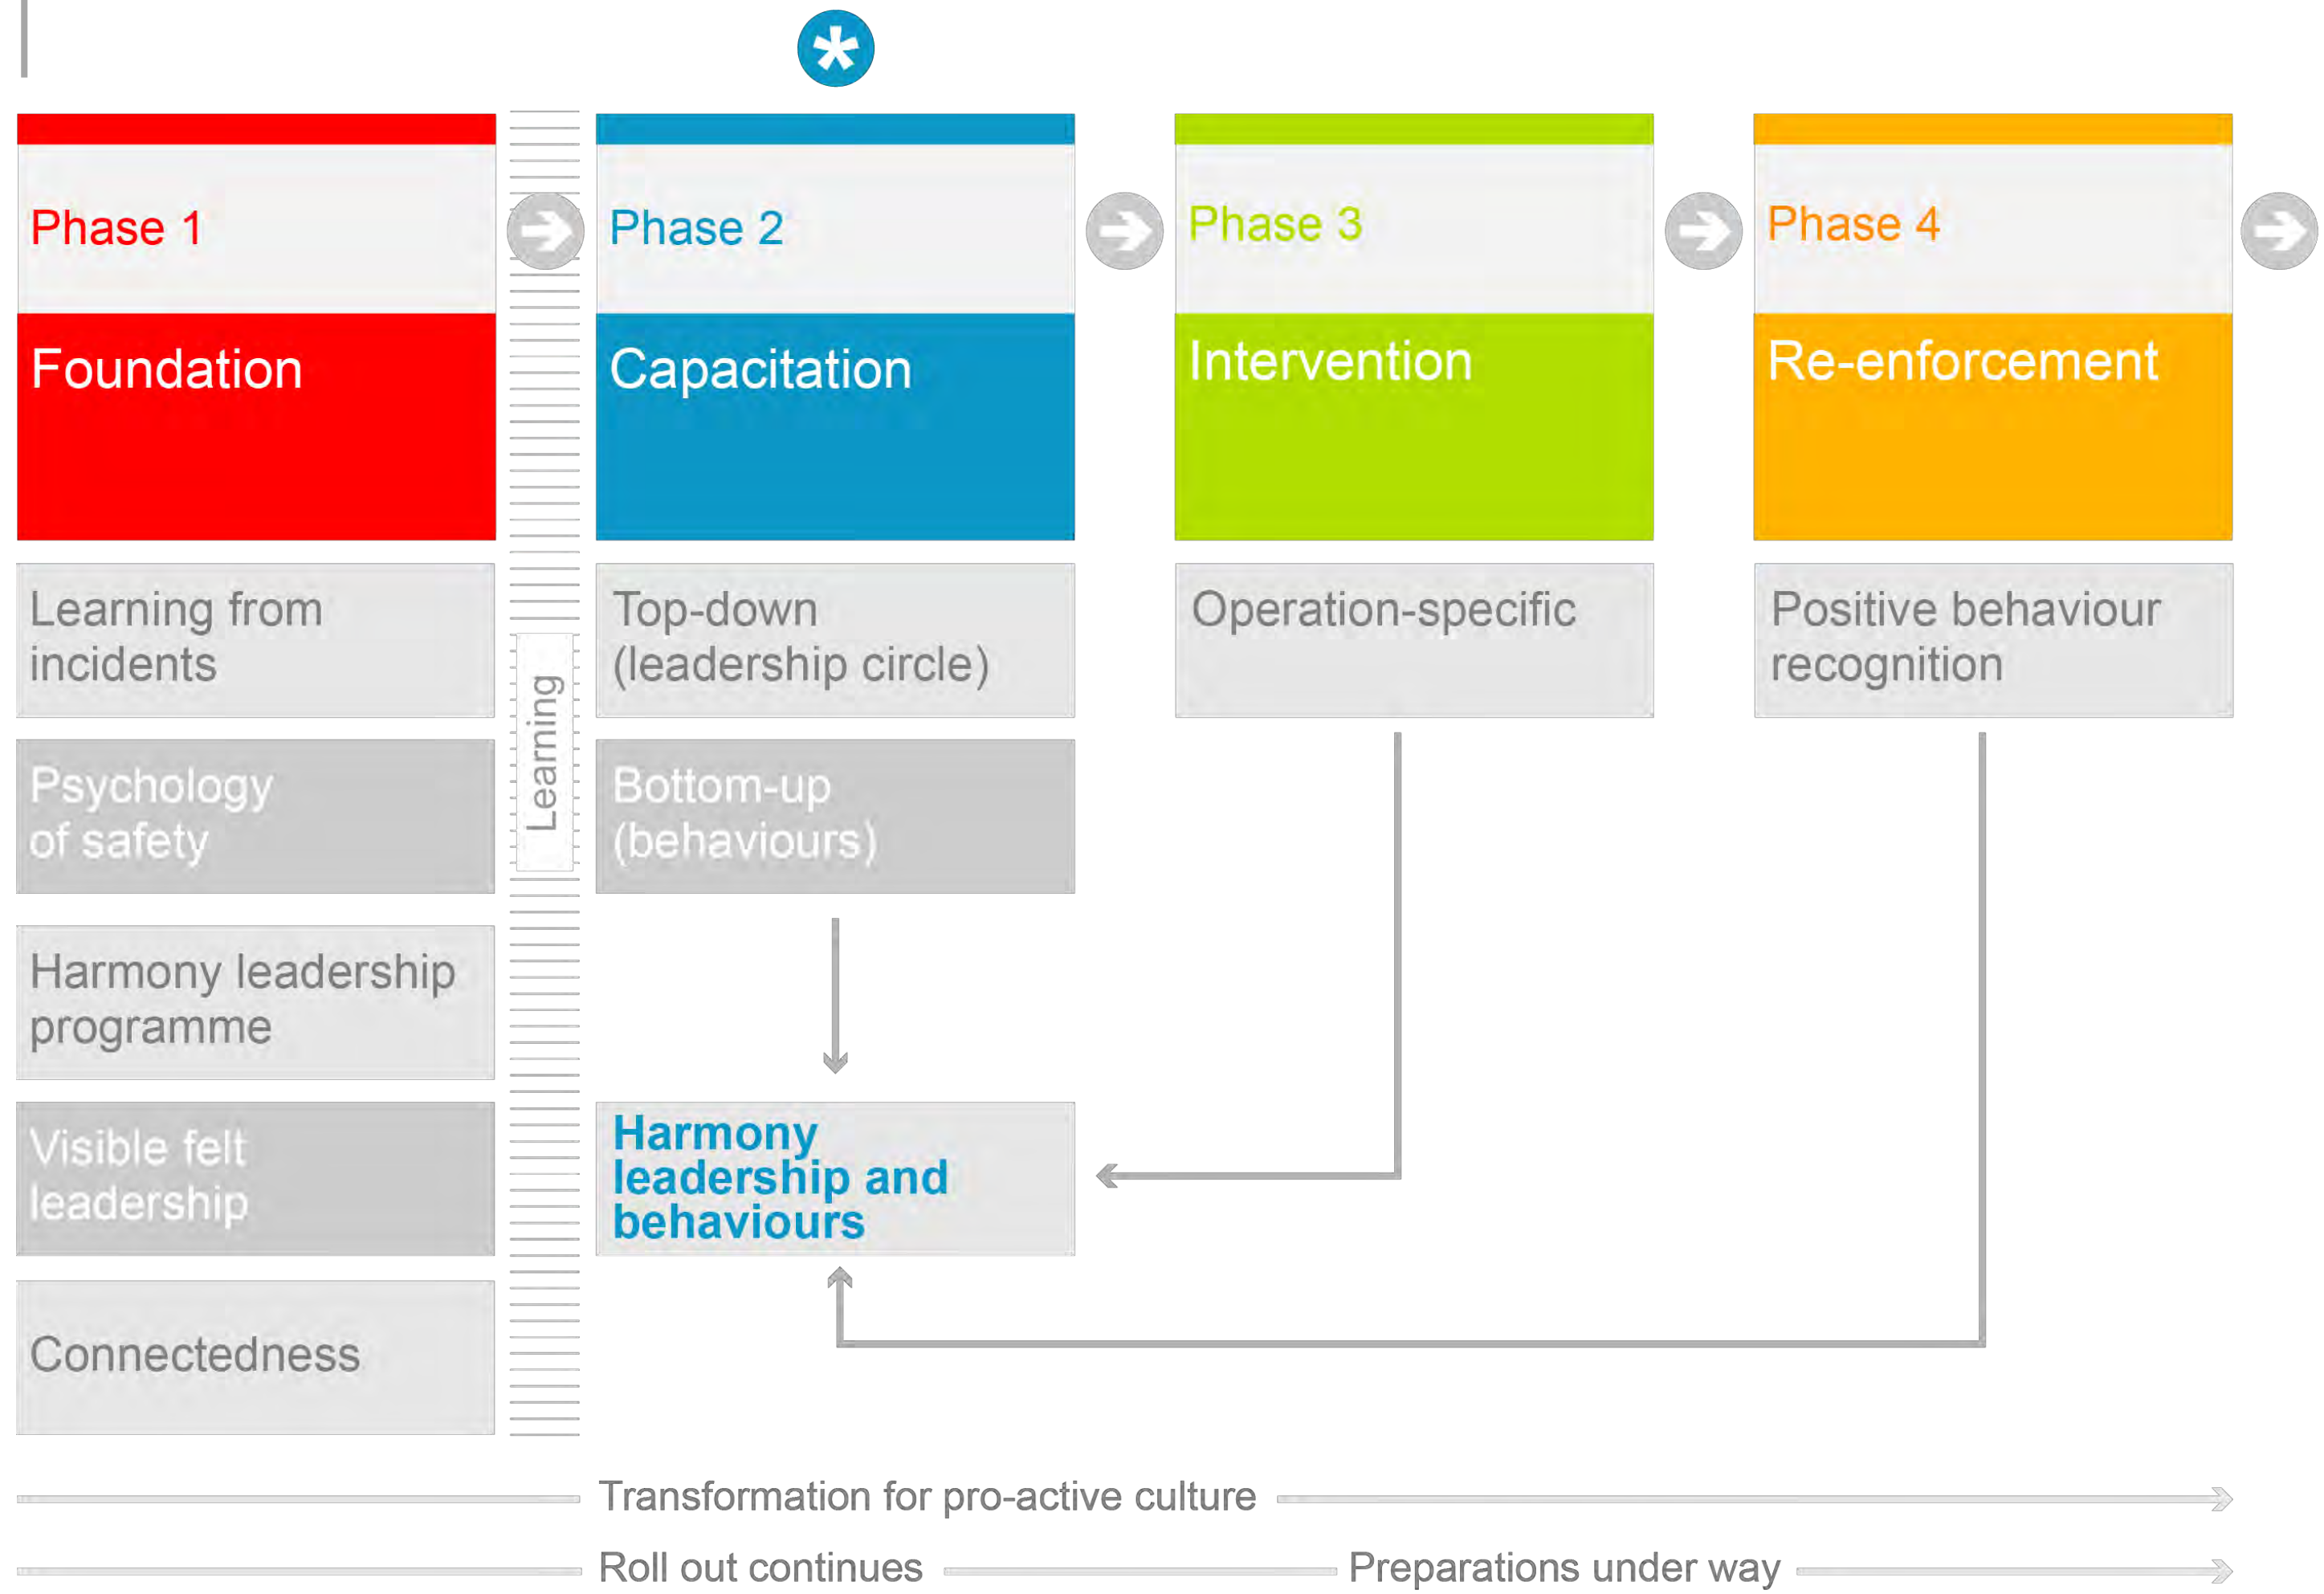 *
Phase 1
Foundation
Learning from
incidents
Psychology
of safety
Harmony leadership
programme
Visible felt
leadership
Connectedness
Learning
Phase 2
Capacitation
Top-down
(leadership circle)
Bottom-up
(behaviours)
Harmony
leadership and
behaviours
Phase 3
Intervention
Operation-specific
Phase 4
Re-enforcement
Positive behaviour
recognition
Transformation for pro-active culture
Roll out continues
Preparations under way